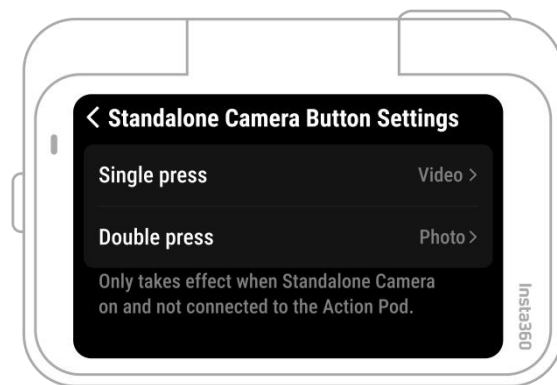 < Standalone Camera Button Settings
Single press Video >
Double press Photo >
Only takes effect when Standalone Camera
on and not connected to the Action Pod.
Insta360